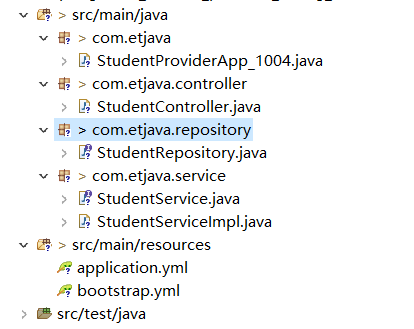 > src/main/java
> com.etjava
StudentProviderApp_1004.java
> com.etjava.controller
StudentController.java
> com.etjava.repository
StudentRepository.java
> com.etjava.service
StudentService.java
StudentServiceImpl.java
> src/main/resources
application.yml
bootstrap.yml
src/test/java